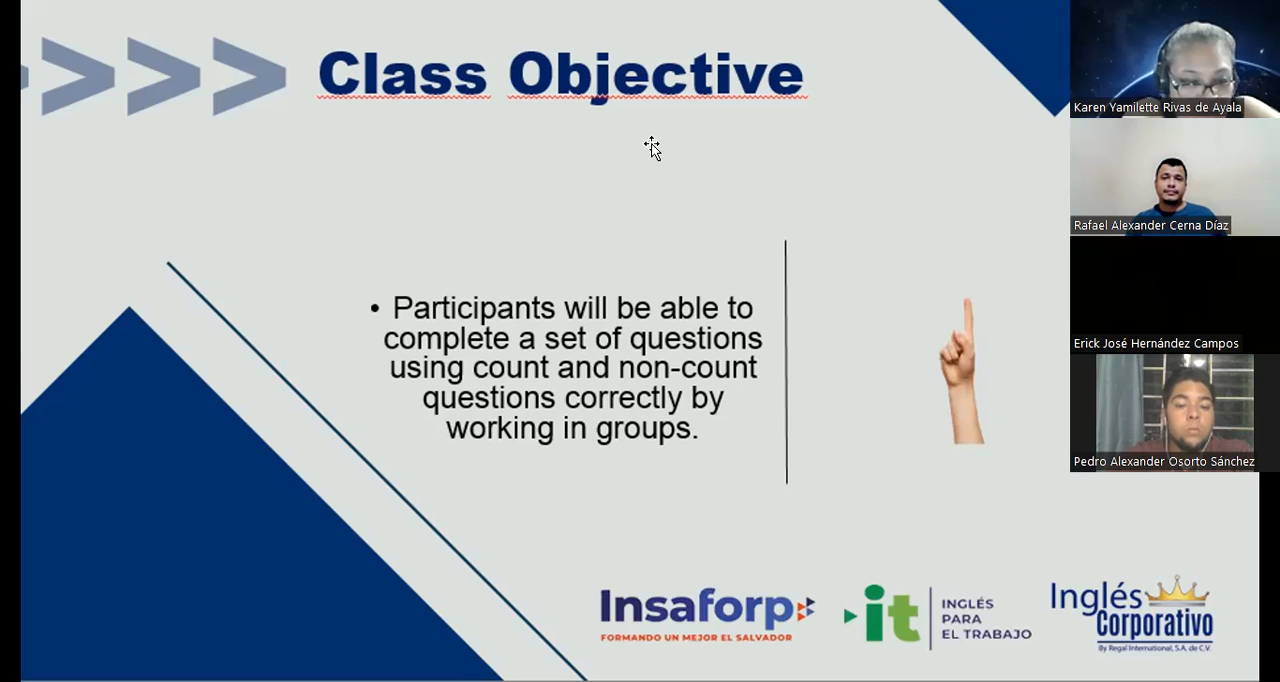 Class Objective
• Participants will be able to
complete a set of questions
using count and non-count
questions correctly by
working in groups.
Karen Yamilette Rivas de Ayala
Rafael Alexander Cerna Díaz
Erick José Hernández Campos
Pedro Alexander Osorto Sánchez
Insaforp
FORMANDO UN MEJOR EL SALVADOR
it
INGLÉS
PARA
EL TRABAJO
Inglés
Corporativo
By Regal International, S.A. de C.V.